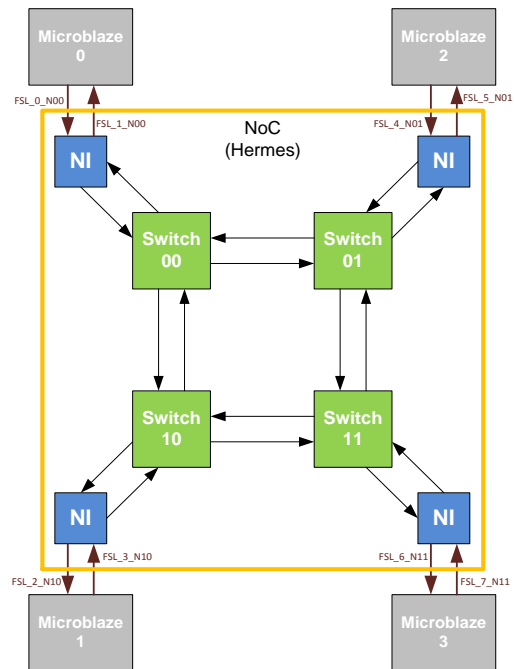 Microblaze
0
Microblaze
2
FSL_0_N00
FSL_1_N00
FSL_4_N01
FSL_5_N01
NoC
(Hermes)
NI
NI
Switch
00
Switch
01
Switch
10
Switch
11
NI
NI
FSL_2_N10
FSL_3_N10
FSL_6_N11
FSL_7_N11
Microblaze
1
Microblaze
3